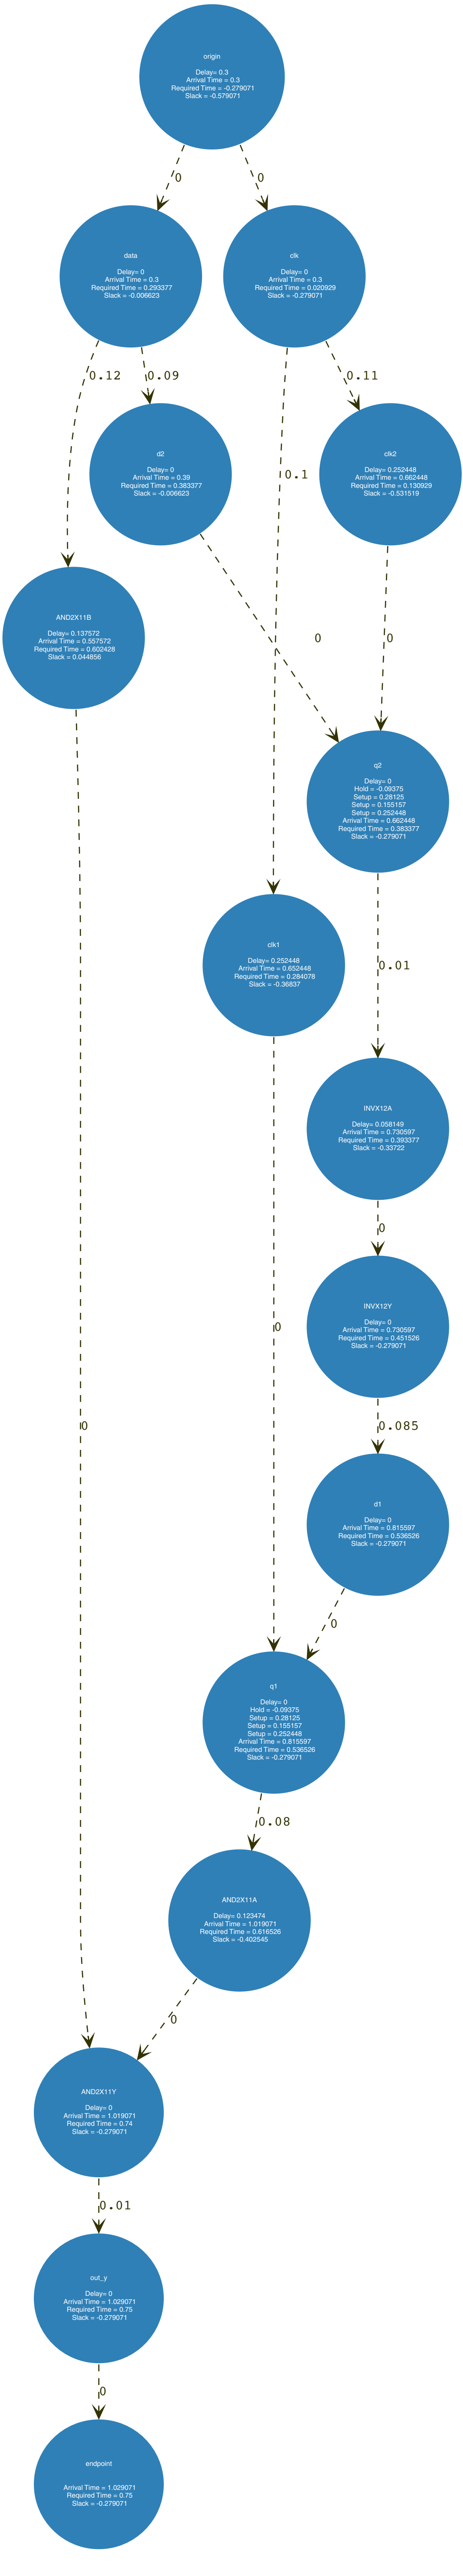 origin
Delay= 0.3
Arrival Time = 0.3
Required Time = -0.279071
Slack = -0.579071
0
0
data
Delay= 0
Arrival Time = 0.3
Required Time = 0.293377
Slack = -0.006623
clk
Delay= 0
Arrival Time = 0.3
Required Time = 0.020929
Slack = -0.279071
0.12
0.09
0.11
d2
Delay= 0
Arrival Time = 0.39
Required Time = 0.383377
Slack = -0.006623
0.1
clk2
Delay= 0.252448
Arrival Time = 0.662448
Required Time = 0.130929
Slack = -0.531519
AND2X11B
Delay= 0.137572
Arrival Time = 0.557572
Required Time = 0.602428
Slack = 0.044856
0
0
q2
Delay= 0
Hold = -0.09375
Setup = 0.28125
Setup = 0.155157
Setup = 0.252448
Arrival Time = 0.662448
Required Time = 0.383377
Slack = -0.279071
clk1
Delay= 0.252448
Arrival Time = 0.652448
Required Time = 0.284078
Slack = -0.36837
0.01
INVX12A
Delay= 0.058149
Arrival Time = 0.730597
Required Time = 0.393377
Slack = -0.33722
0
INVX12Y
Delay= 0
Arrival Time = 0.730597
Required Time = 0.451526
Slack = -0.279071
0
0
0.085
d1
Delay= 0
Arrival Time = 0.815597
Required Time = 0.536526
Slack = -0.279071
0
q1
Delay= 0
Hold = -0.09375
Setup = 0.28125
Setup = 0.155157
Setup = 0.252448
Arrival Time = 0.815597
Required Time = 0.536526
Slack = -0.279071
0.08
AND2X11A
Delay= 0.123474
Arrival Time = 1.019071
Required Time = 0.616526
Slack = -0.402545
0
AND2X11Y
Delay= 0
Arrival Time = 1.019071
Required Time = 0.74
Slack = -0.279071
0.01
out_y
Delay= 0
Arrival Time = 1.029071
Required Time = 0.75
Slack = -0.279071
0
endpoint
Arrival Time = 1.029071
Required Time = 0.75
Slack = -0.279071